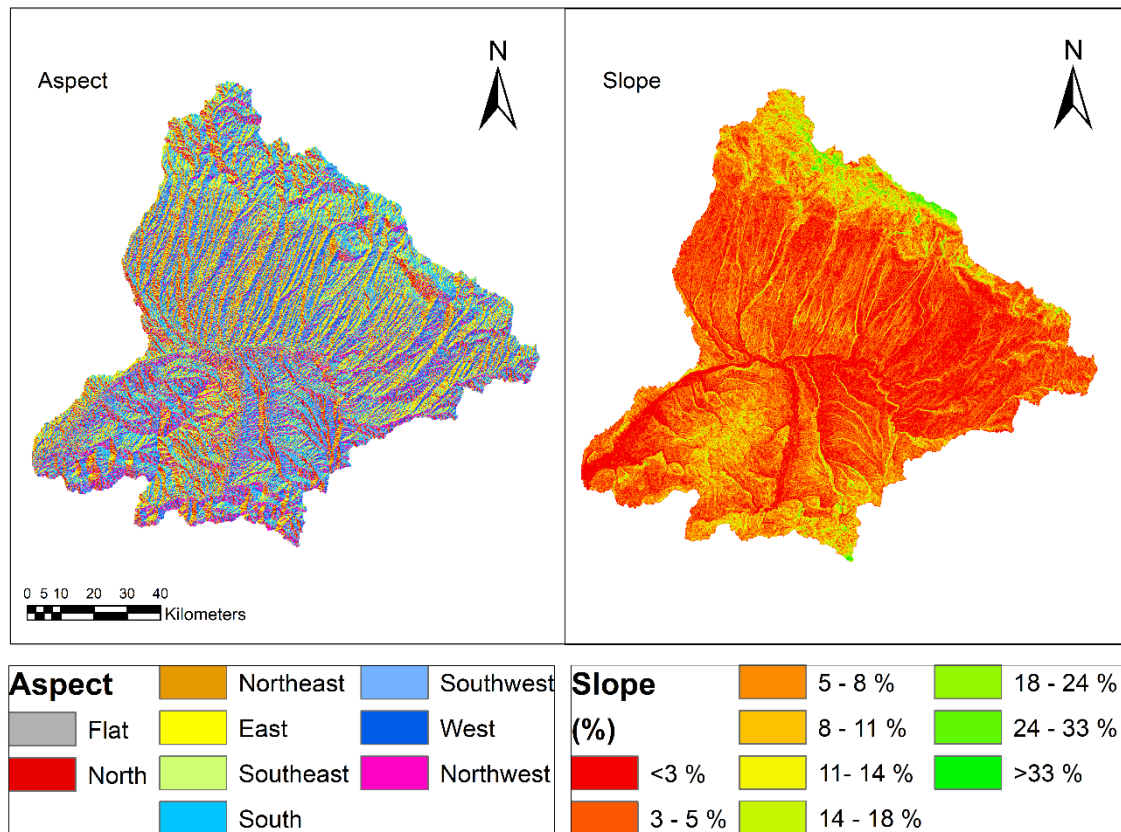 Aspect
N
Slope
N
0 5 10 20 30 40
Kilometers
Aspect
Flat
North
Northeast
East
Southeast
South
Southwest
West
Northwest
Slope
(%)
<3 %
3 - 5 %
5 - 8 %
8 - 11 %
11- 14 %
14 - 18 %
18 - 24 %
24 - 33 %
>33 %